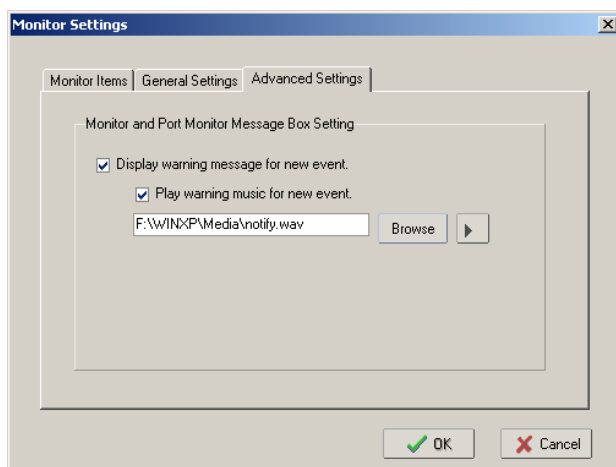 Monitor Settings
Monitor Items General Settings Advanced Settings
Monitor and Port Monitor Message Box Setting
Display warning message for new event.
Play warning music for new event.
F:\WINXP\Media\notify.wav Browse
OK Cancel